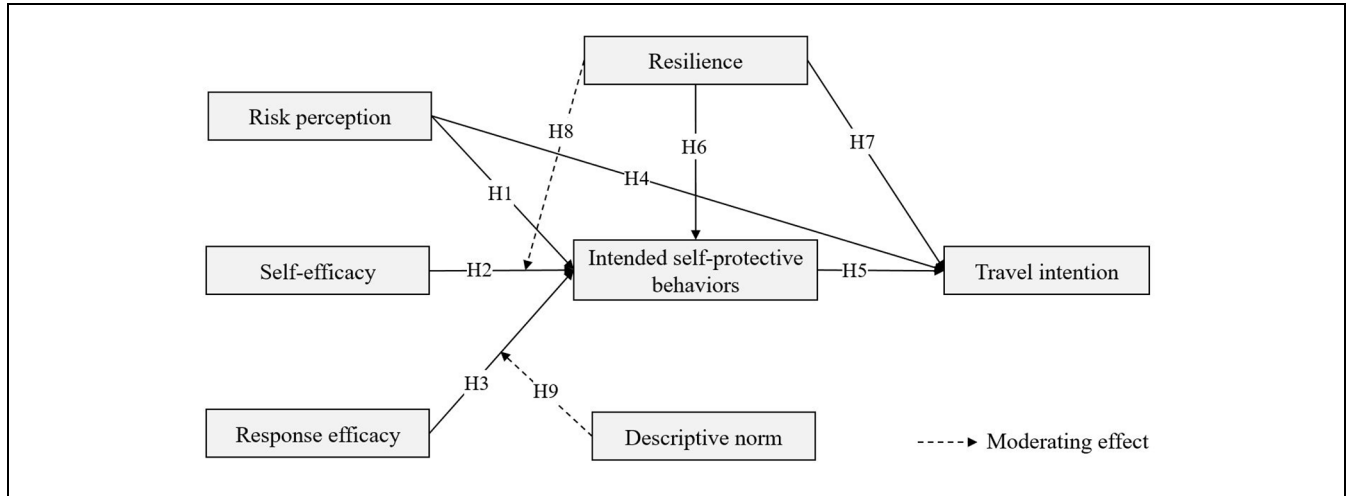 Resilience
Risk perception
H8
H6
H7
H4
H1
Self-efficacy
H2
Intended self-protective
behaviors
H5
Travel intention
H3
H9
Response efficacy
Descriptive norm
Moderating effect